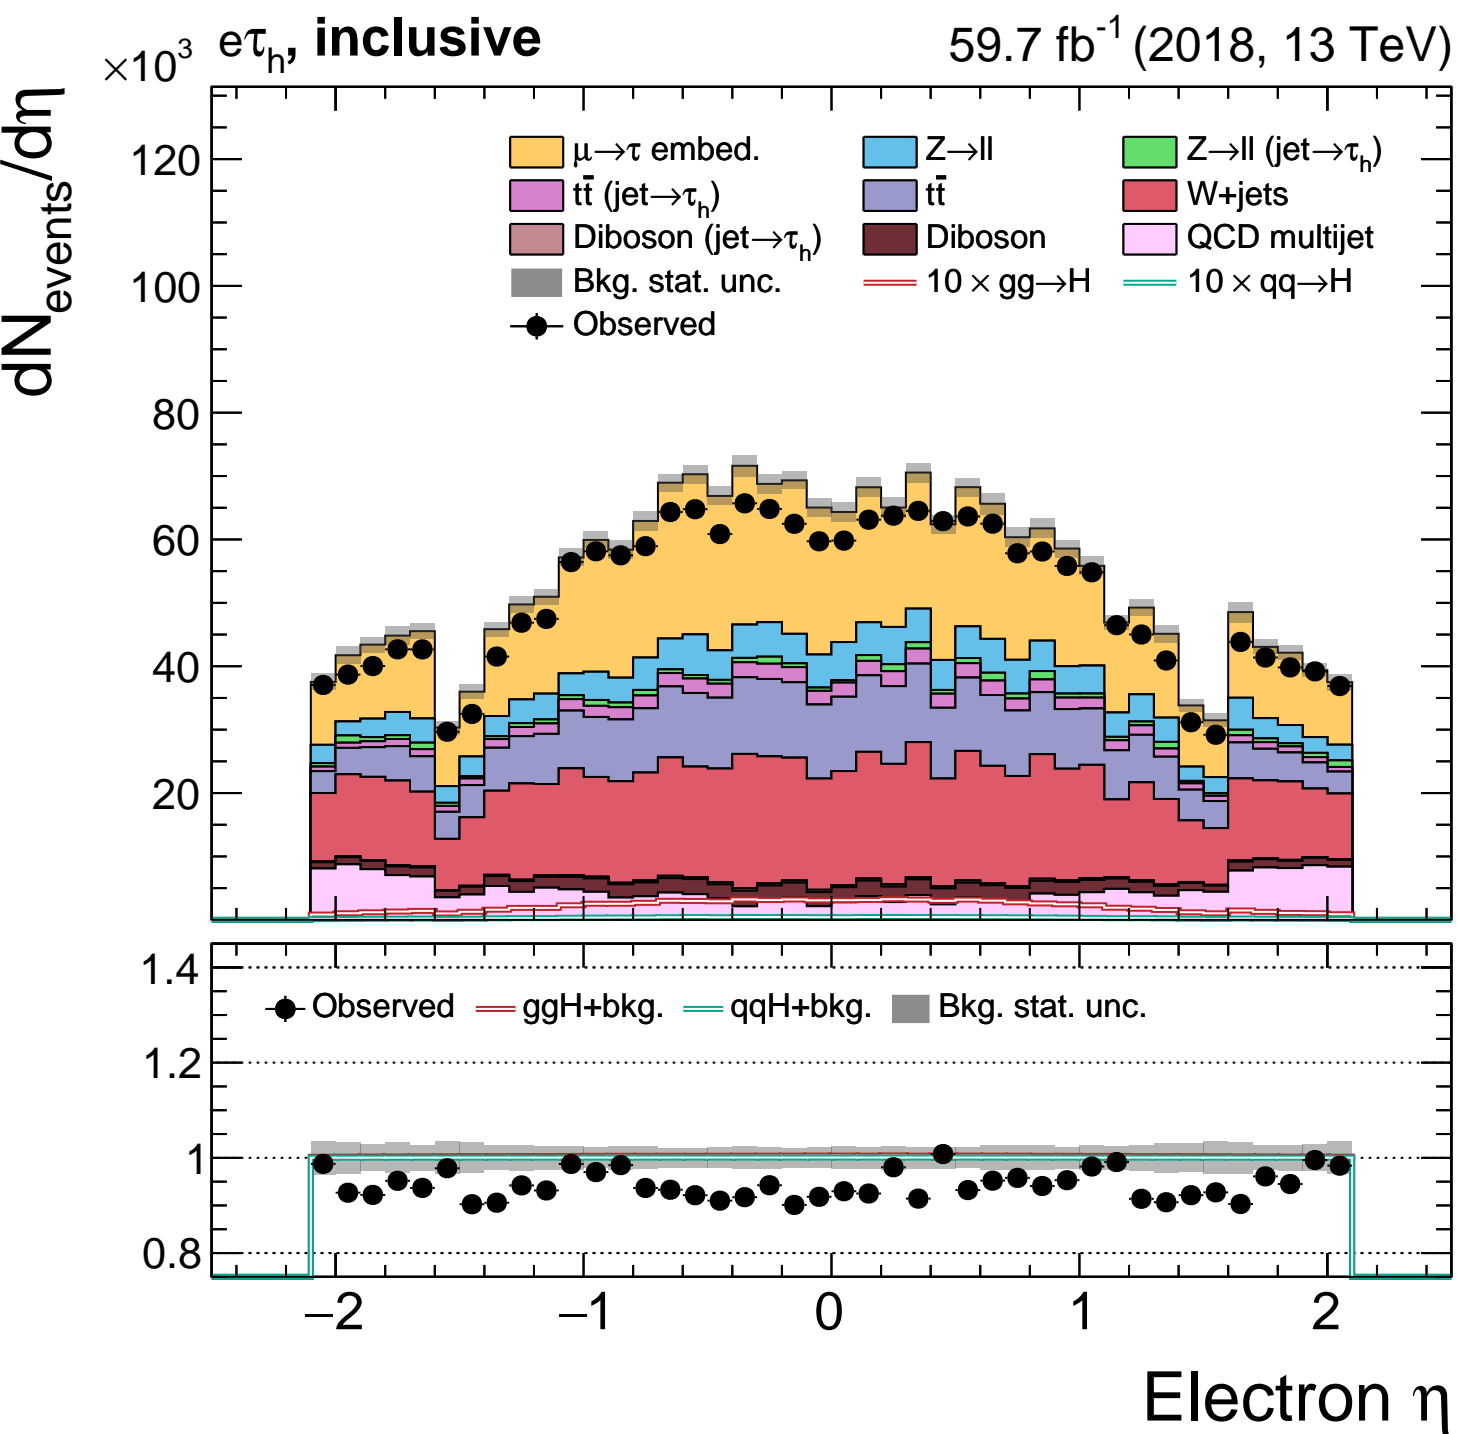 ×10³ eτₕ, inclusive 59.7 fb⁻¹ (2018, 13 TeV)
dN_events/dη
120
100
80
60
40
20
μ→τ embed. Z→ll Z→ll (jet→τₕ)
tt̄ (jet→τₕ) tt̄ W+jets
Diboson (jet→τₕ) Diboson QCD multijet
Bkg. stat. unc. 10 × gg→H 10 × qq→H
Observed
1.4
1.2
1
0.8
Observed ggH+bkg. qqH+bkg. Bkg. stat. unc.
−2 −1 0 1 2
Electron η